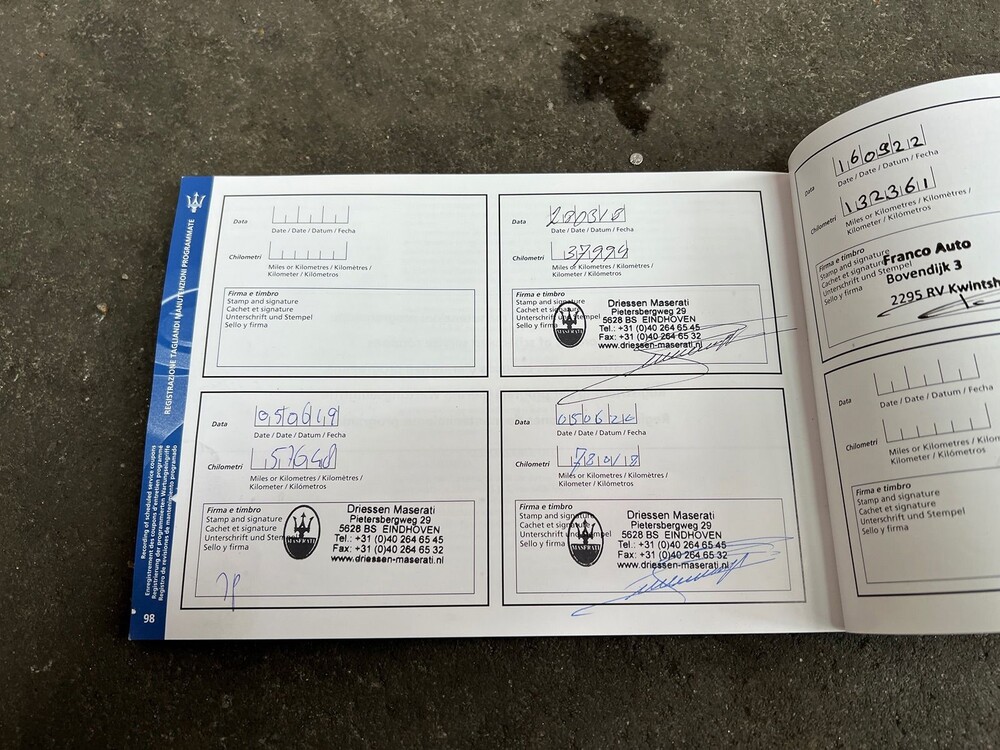 REGISTRAZIONE TAGLIANDI MANUTENZIONI PROGRAMMATE
Recording of scheduled service coupons
Enregistrement des coupons d'entretien programmé
Registrierung der programmierten Wartungseingriffe
Registro de revisiones de mantenimiento programado
98
Data
Date / Date / Datum / Fecha
Chilometri
Miles or Kilometres / Kilomètres /
Kilometer / Kilómetros
Firma e timbro
Stamp and signature
Cachet et signature
Unterschrift und Stempel
Sello y firma
Data
Date / Date / Datum / Fecha
Chilometri 37994
Miles or Kilometres / Kilomètres /
Kilometer / Kilómetros
Firma e timbro
Stamp and signature
Cachet et signature
Unterschrift und Stempel
Sello y firma
MASERATI
Driessen Maserati
Pietersbergweg 29
5628 BS EINDHOVEN
Tel.: +31 (0)40 264 65 45
Fax: +31 (0)40 264 65 32
www.driessen-maserati.nl
Data
Date / Date / Datum / Fecha
Chilometri 57648
Miles or Kilometres / Kilomètres /
Kilometer / Kilómetros
Firma e timbro
Stamp and signature
Cachet et signature
Unterschrift und Stem
Sello y firma
MASERATI
Driessen Maserati
Pietersbergweg 29
5628 BS EINDHOVEN
Tel.: +31 (0)40 264 65 45
Fax: +31 (0)40 264 65 32
www.driessen-maserati.nl
Data 050620
Date / Date / Datum / Fecha
Chilometri 78018
Miles or Kilometres / Kilomètres /
Kilometer / Kilómetros
Firma e timbro
Stamp and signature
Cachet et signature
Unterschrift und Stempel
Sello y firma
MASERATI
Driessen Maserati
Pietersbergweg 29
5628 BS EINDHOVEN
Tel.: +31 (0)40 264 65 45
Fax: +31 (0)40 264 65 32
www.driessen-maserati.nl
Data 160922
Date / Date / Datum / Fecha
Chilometri 132361
Miles or Kilometres / Kilomètres /
Kilometer / Kilómetros
Firma e timbro
Stamp and signature
Cachet et signature
Unterschrift und Stempel
Sello y firma
Franco Auto
Bovendijk 3
2295 RV Kwintsh
Data
Date / Date / Datum / Fecha
Chilometri
Miles or Kilometres / Kilomètres /
Kilometer / Kilómetros
Firma e timbro
Stamp and signature
Cachet et signature
Unterschrift und Stempel
Sello y firma